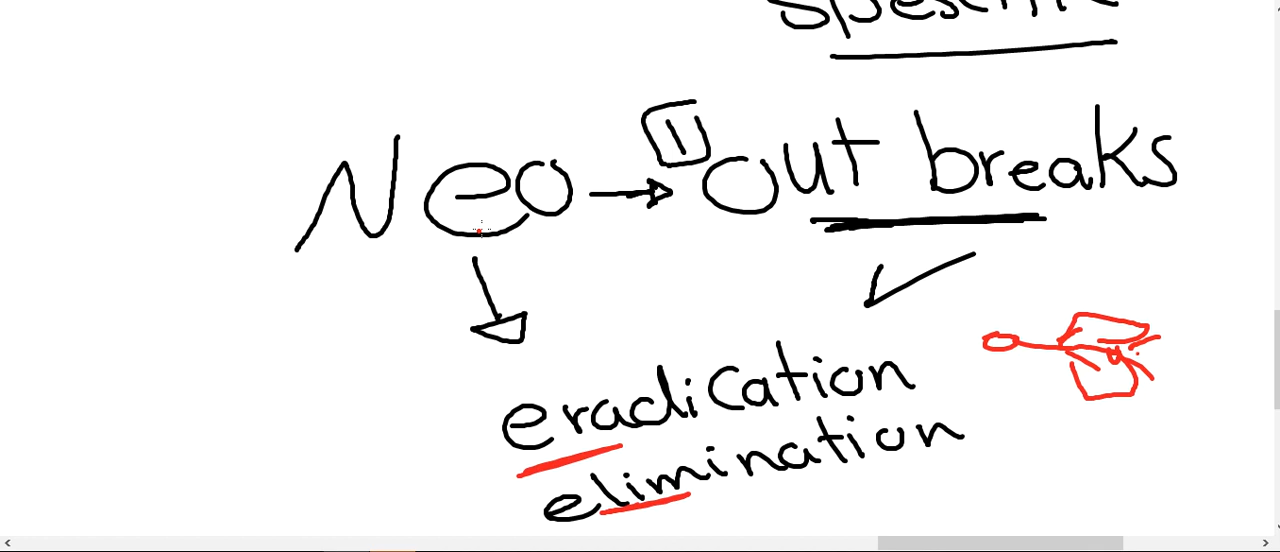 Neo → 1 Out breaks
eradication
elimination